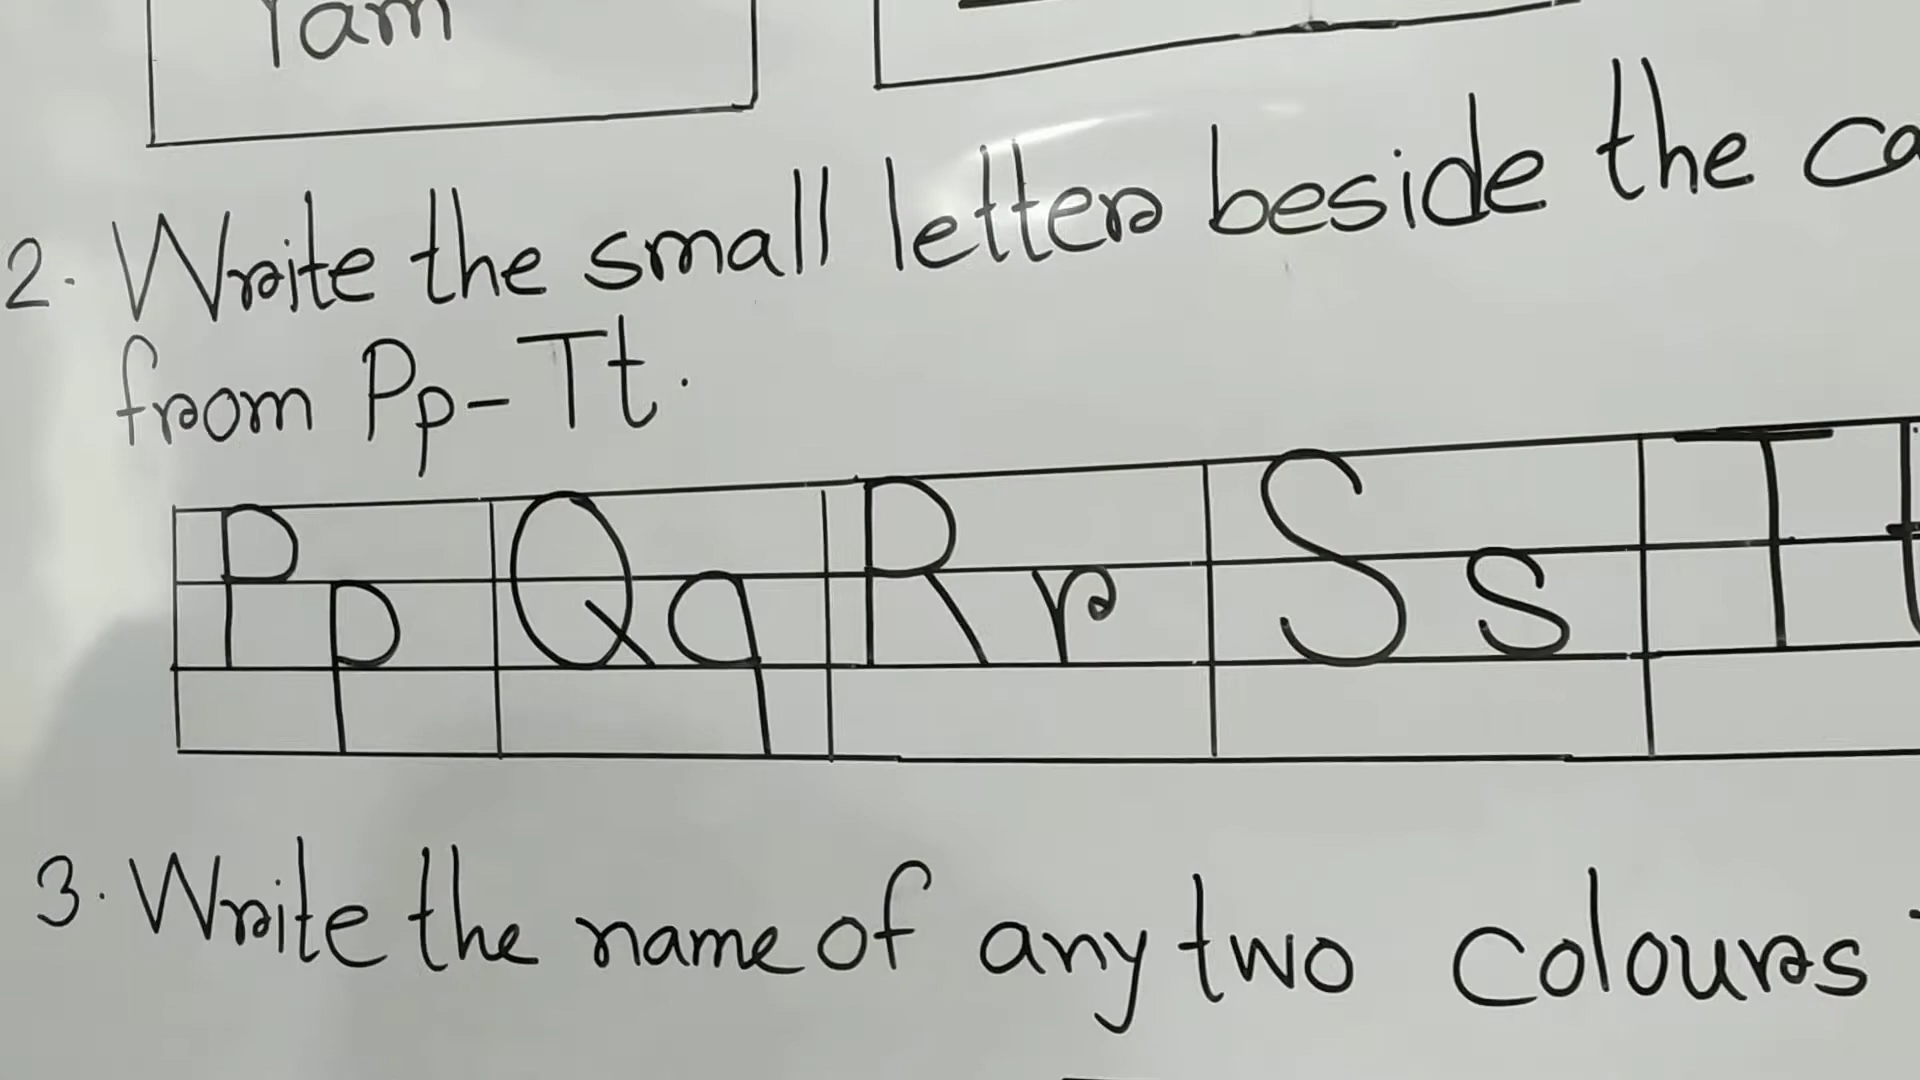 2. Write the small letter beside the
from Pp-Tt.
Pp Qq Rr Ss T
3. Write the name of any two colours